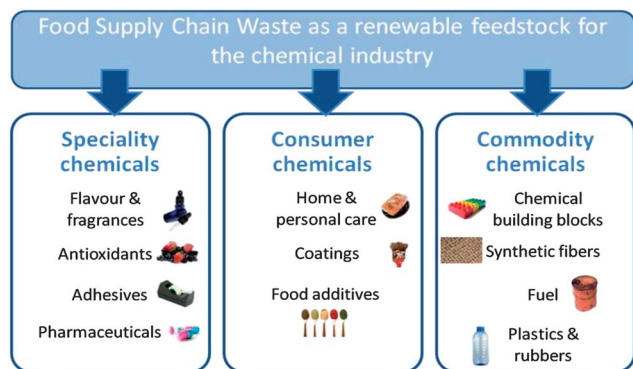 Food Supply Chain Waste as a renewable feedstock for
the chemical industry
Speciality
chemicals
Flavour &
fragrances
Antioxidants
Adhesives
Pharmaceuticals
Consumer
chemicals
Home &
personal care
Coatings
Food additives
Commodity
chemicals
Chemical
building blocks
Synthetic fibers
Fuel
Plastics &
rubbers